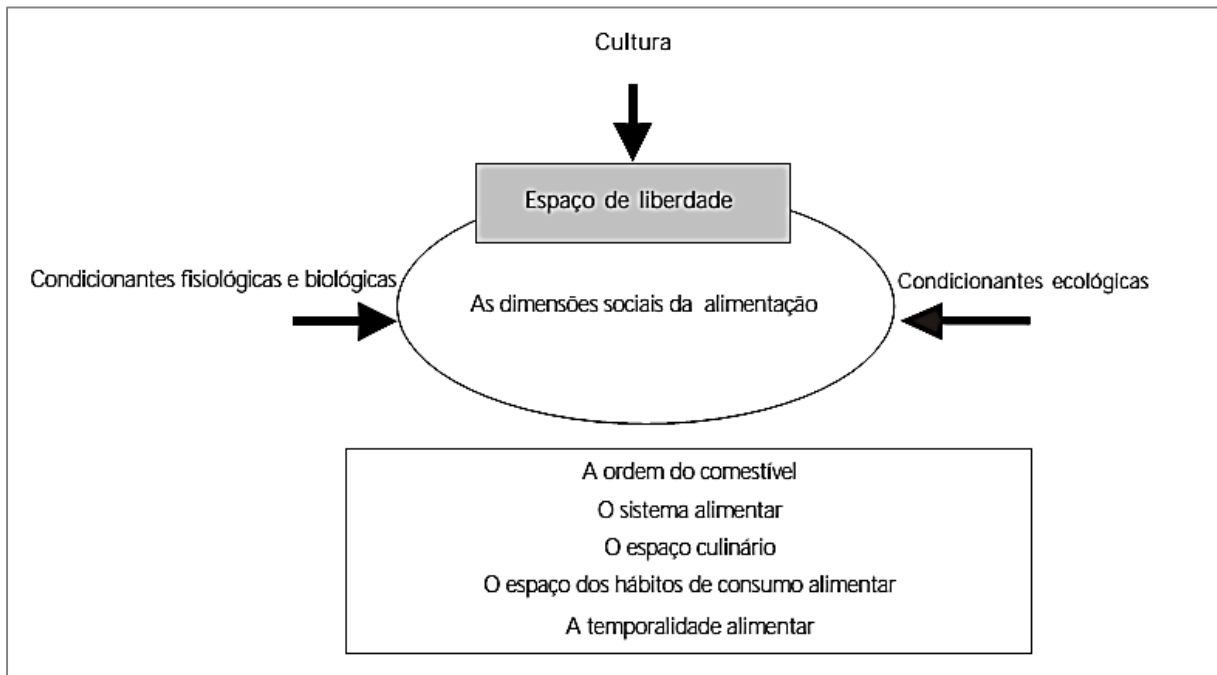 Cultura
Espaço de liberdade
Condicionantes fisiológicas e biológicas
As dimensões sociais da alimentação
Condicionantes ecológicas
A ordem do comestível
O sistema alimentar
O espaço culinário
O espaço dos hábitos de consumo alimentar
A temporalidade alimentar